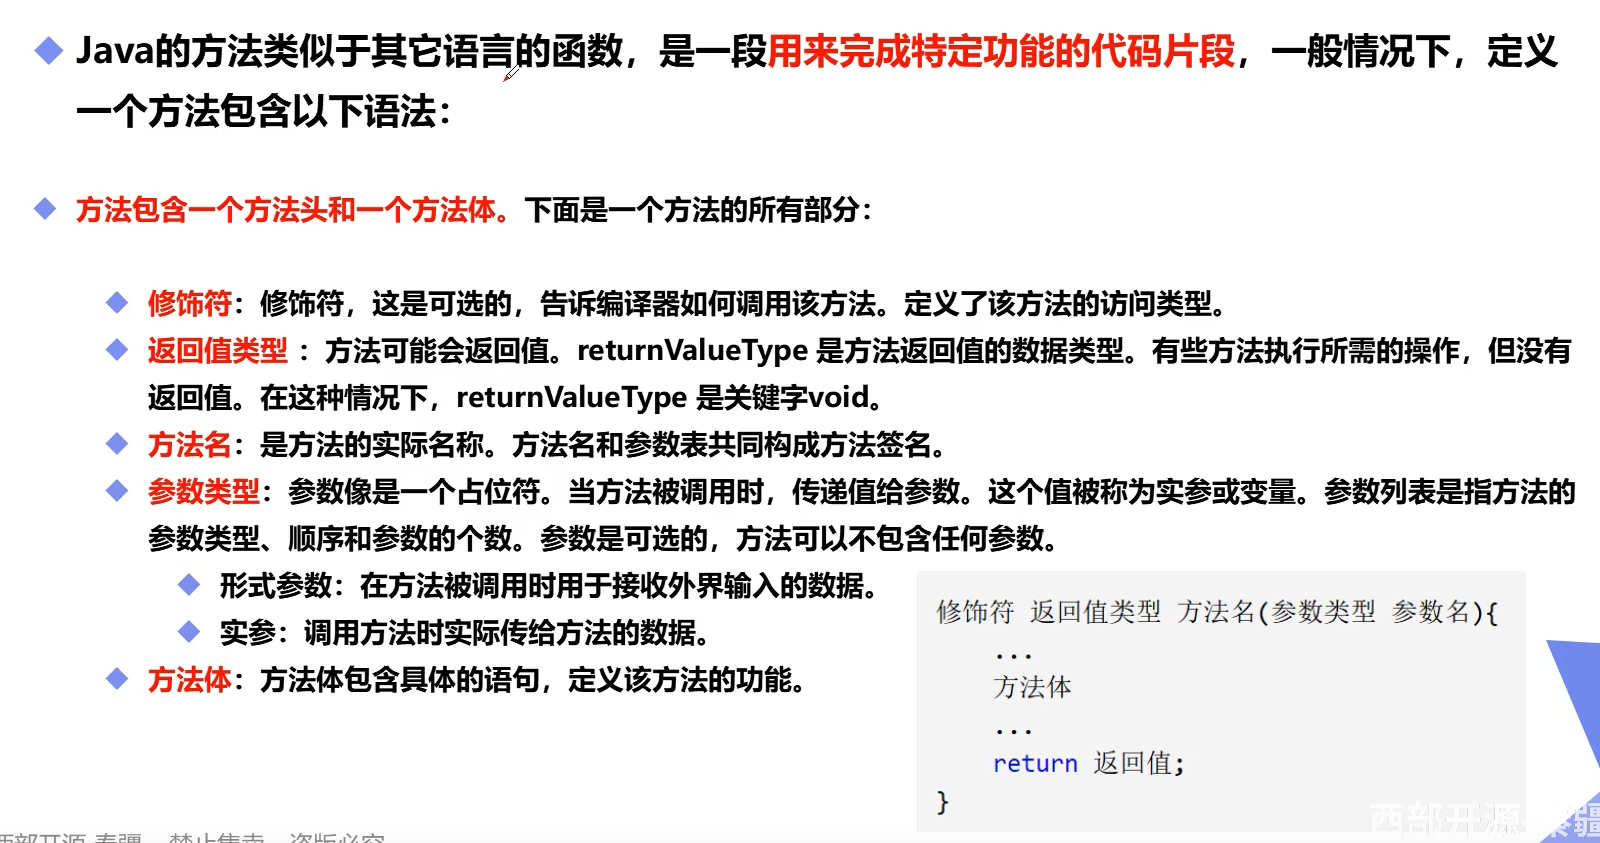 Java的方法类似于其它语言的函数，是一段用来完成特定功能的代码片段，一般情况下，定义
一个方法包含以下语法：
方法包含一个方法头和一个方法体。下面是一个方法的所有部分：
修饰符：修饰符，这是可选的，告诉编译器如何调用该方法。定义了该方法的访问类型。
返回值类型 ：方法可能会返回值。returnValueType 是方法返回值的数据类型。有些方法执行所需的操作，但没有
返回值。在这种情况下，returnValueType 是关键字void。
方法名：是方法的实际名称。方法名和参数表共同构成方法签名。
参数类型：参数像是一个占位符。当方法被调用时，传递值给参数。这个值被称为实参或变量。参数列表是指方法的
参数类型、顺序和参数的个数。参数是可选的，方法可以不包含任何参数。
形式参数：在方法被调用时用于接收外界输入的数据。
实参：调用方法时实际传给方法的数据。
方法体：方法体包含具体的语句，定义该方法的功能。
修饰符 返回值类型 方法名(参数类型 参数名){
...
方法体
...
return 返回值;
}
西部开源 秦疆 禁止售卖 盗版必究
西部开源 秦疆